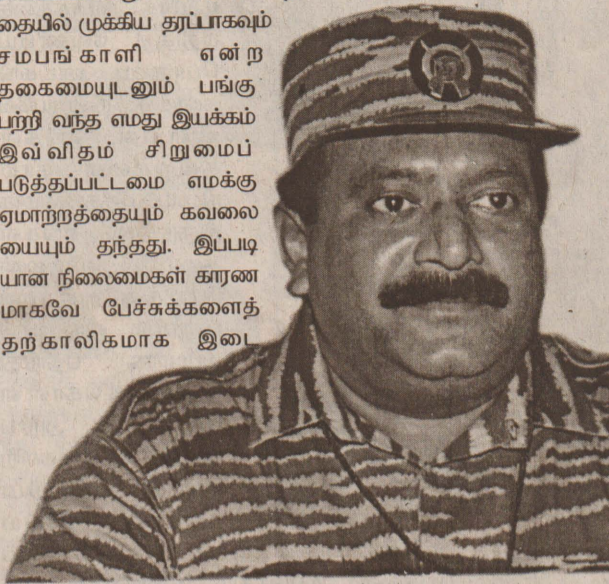 தையில் முக்கிய தரப்பாகவும்
சமபங்காளி என்ற
தகைமையுடனும் பங்கு
பற்றி வந்த எமது இயக்கம்
இவ்விதம் சிறுமைப்
படுத்தப்பட்டமை எமக்கு
ஏமாற்றத்தையும் கவலை
யையும் தந்தது. இப்படி
யான நிலைமைகள் காரண
மாகவே பேச்சுக்களைத்
தற்காலிகமாக இடை